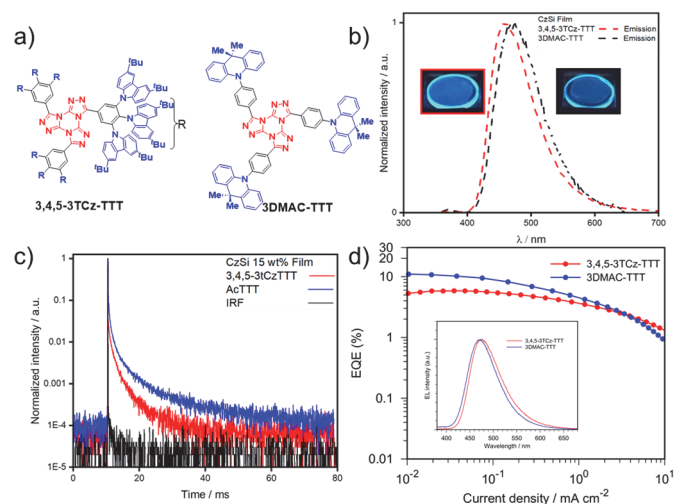 a)
R
R
R
R
R
R
N
N
N
N
N
N
N
N
N
N
N
N
tBu
tBu
tBu
tBu
tBu
tBu
R
3,4,5-3TCz-TTT
Me
Me
N
N
N
N
N
N
N
N
N
N
N
Me
Me
N
Me
Me
3DMAC-TTT
b)
CzSi Film
3,4,5-3TCz-TTT Emission
3DMAC-TTT Emission
Normalized intensity / a.u.
1
0
300 400 500 600 700
λ / nm
c)
CzSi 15 wt% Film
3,4,5-3tCzTTT
AcTTT
IRF
Normalized intensity / a.u.
1
0.1
0.01
0.001
1E-4
1E-5
0 20 40 60 80
Time / ms
d)
3,4,5-3TCz-TTT
3DMAC-TTT
EQE (%)
30
20
10
1
0.1
0.01
EL intensity (a.u.)
3,4,5-3TCz-TTT
3DMAC-TTT
400 450 500 550 600 650
Wavelength / nm
10-2 10-1 100 101
Current density / mA cm-2